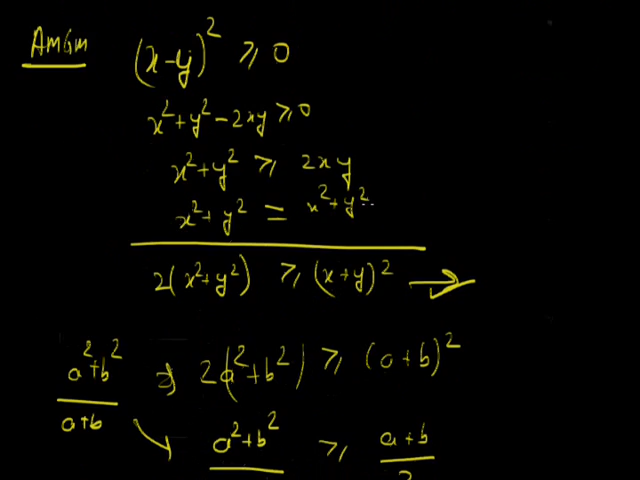 AMGM
(x-y)² ≥ 0
x²+y²-2xy ≥ 0
x²+y² ≥ 2xy
x²+y² = x²+y²
2(x²+y²) ≥ (x+y)²
a²+b²
a+b
2(a²+b²) ≥ (a+b)²
a²+b² ≥ a+b
2